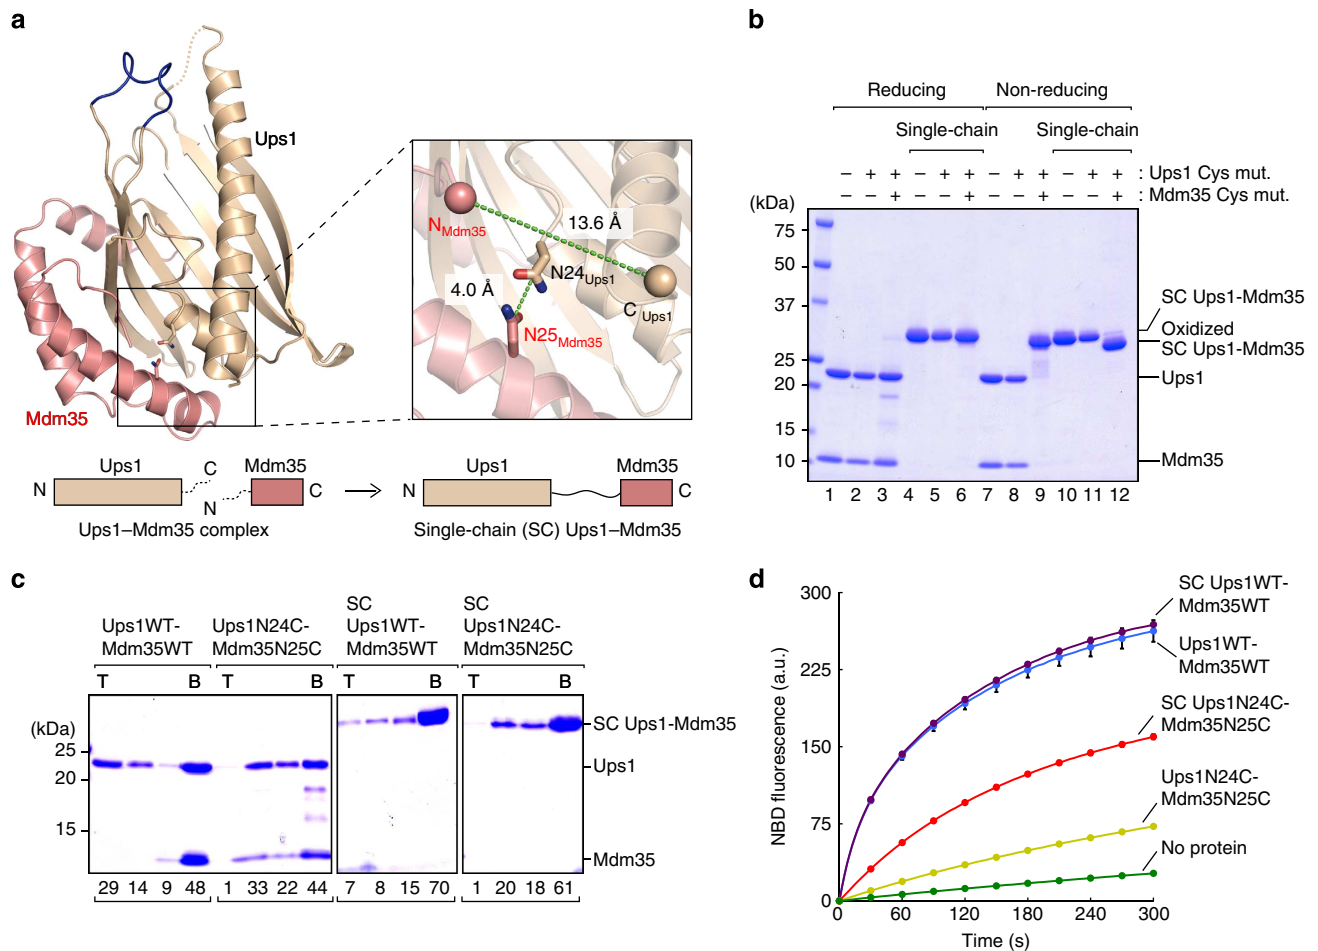 a
Ups1
Mdm35
N Mdm35
13.6 Å
N24 Ups1
4.0 Å
C Ups1
N25 Mdm35
Ups1
C
Mdm35
N
N
C
Ups1–Mdm35 complex
Ups1
Mdm35
N
C
Single-chain (SC) Ups1–Mdm35
b
Reducing
Non-reducing
Single-chain
Single-chain
– + + – + + – + + – + + : Ups1 Cys mut.
– – + – – + – – + – – + : Mdm35 Cys mut.
(kDa)
75
50
37
25
20
15
10
SC Ups1-Mdm35
Oxidized
SC Ups1-Mdm35
Ups1
Mdm35
1 2 3 4 5 6 7 8 9 10 11 12
c
Ups1WT-
Mdm35WT
Ups1N24C-
Mdm35N25C
SC
Ups1WT-
Mdm35WT
SC
Ups1N24C-
Mdm35N25C
T B T B T B T B
(kDa)
25
20
15
SC Ups1-Mdm35
Ups1
Mdm35
29 14 9 48 1 33 22 44 7 8 15 70 1 20 18 61
d
NBD fluorescence (a.u.)
300
225
150
75
0
0 60 120 180 240 300
Time (s)
SC Ups1WT-
Mdm35WT
Ups1WT-
Mdm35WT
SC Ups1N24C-
Mdm35N25C
Ups1N24C-
Mdm35N25C
No protein